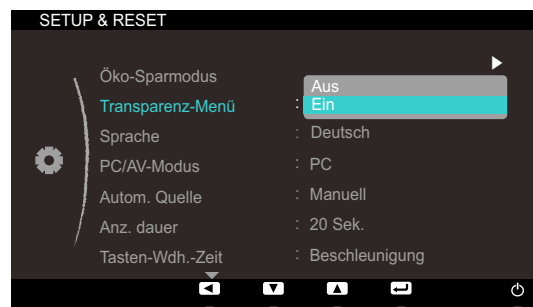 SETUP & RESET
Öko-Sparmodus
Aus
Transparenz-Menü : Ein
Sprache : Deutsch
PC/AV-Modus : PC
Autom. Quelle : Manuell
Anz. dauer : 20 Sek.
Tasten-Wdh.-Zeit : Beschleunigung